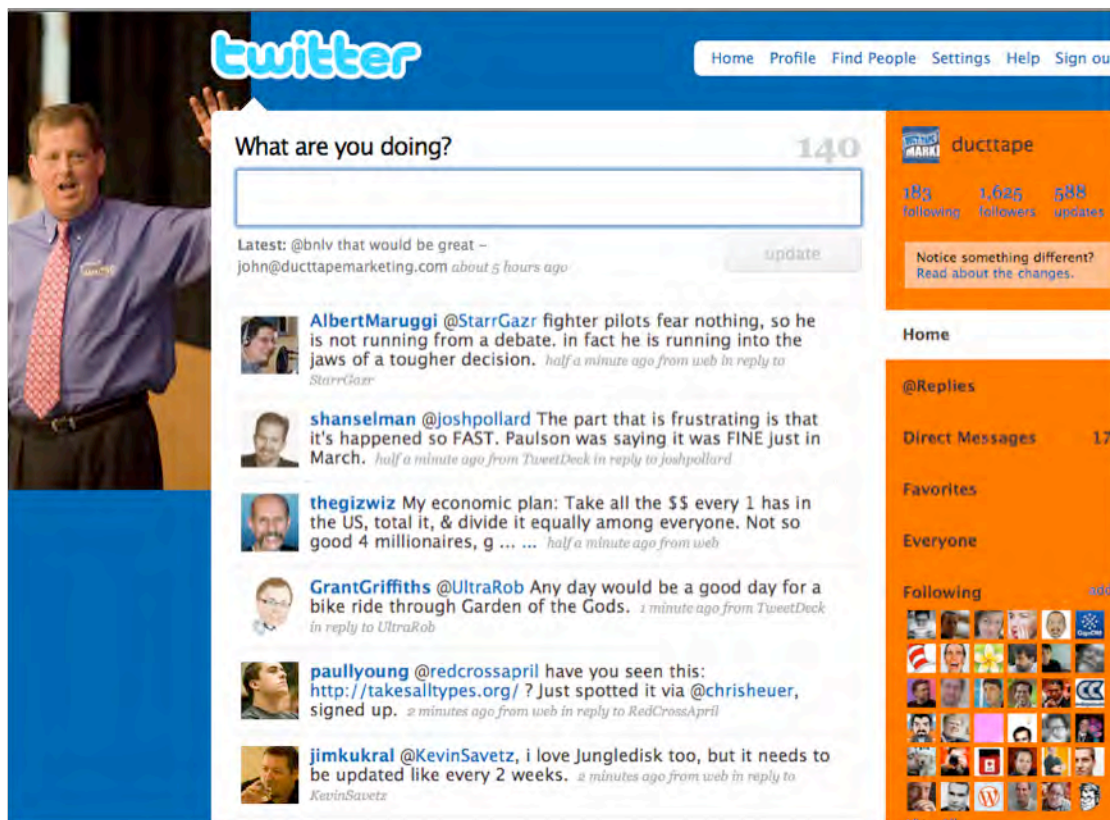 twitter
Home Profile Find People Settings Help Sign ou
What are you doing?
140
Latest: @bnlv that would be great –
john@ducttapemarketing.com about 5 hours ago
update
AlbertMaruggi @StarrGazr fighter pilots fear nothing, so he
is not running from a debate. in fact he is running into the
jaws of a tougher decision. half a minute ago from web in reply to
StarrGazr
shanselman @joshpollard The part that is frustrating is that
it's happened so FAST. Paulson was saying it was FINE just in
March. half a minute ago from TweetDeck in reply to joshpollard
thegizwiz My economic plan: Take all the $$ every 1 has in
the US, total it, & divide it equally among everyone. Not so
good 4 millionaires, g ... ... half a minute ago from web
GrantGriffiths @UltraRob Any day would be a good day for a
bike ride through Garden of the Gods. 1 minute ago from TweetDeck
in reply to UltraRob
paullyoung @redcrossapril have you seen this:
http://takesalltypes.org/ ? Just spotted it via @chrisheuer,
signed up. 2 minutes ago from web in reply to RedCrossApril
jimkukral @KevinSavetz, i love Jungledisk too, but it needs to
be updated like every 2 weeks. 2 minutes ago from web in reply to
KevinSavetz
MARKE
ducttape
183 1,625 588
following followers updates
Notice something different?
Read about the changes.
Home
@Replies
Direct Messages 17
Favorites
Everyone
Following add